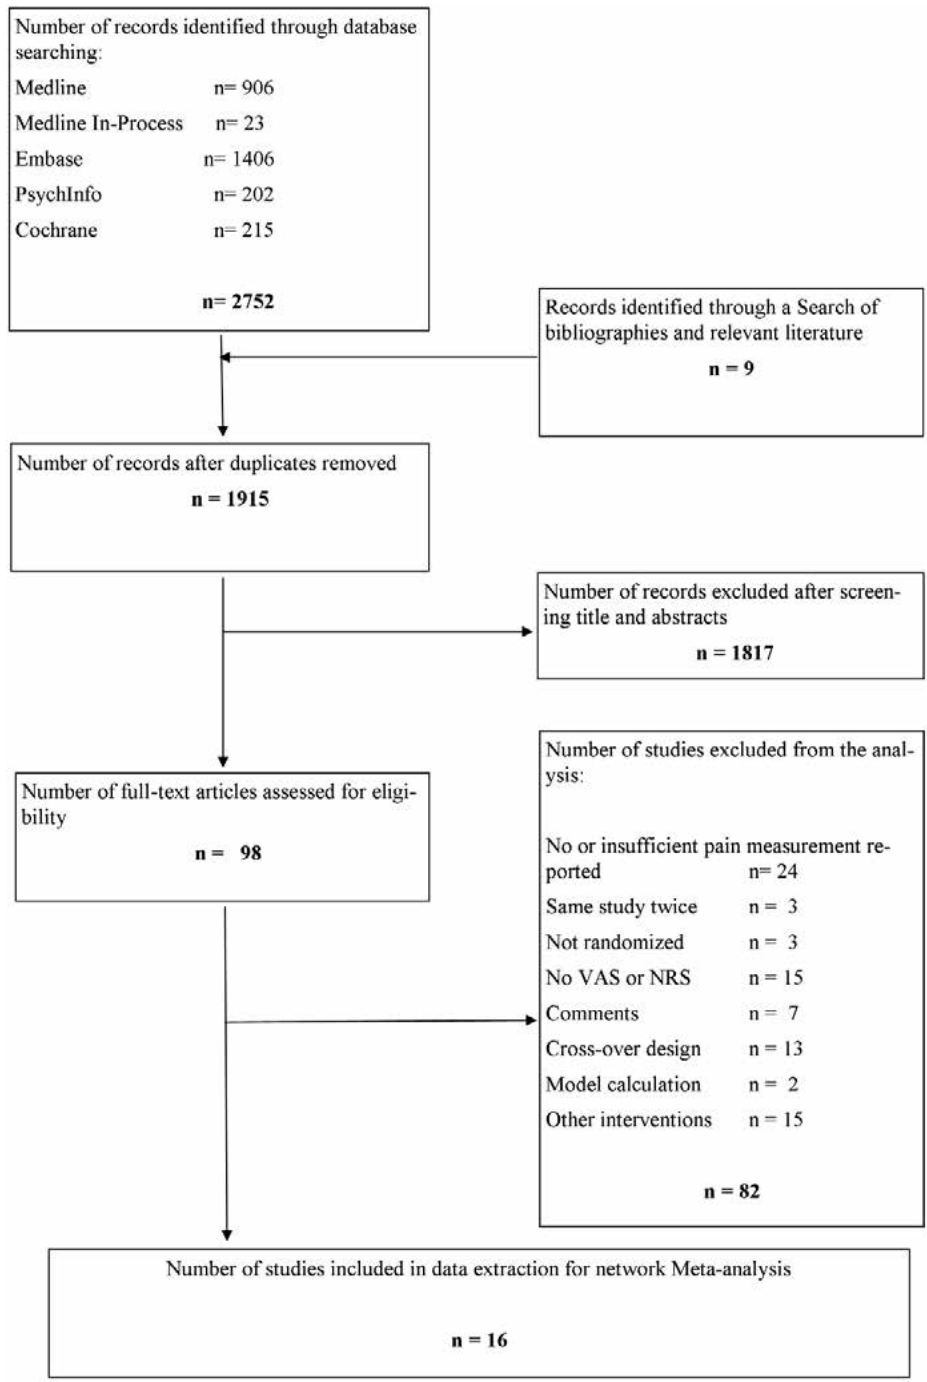 Number of records identified through database
searching:
Medline n= 906
Medline In-Process n= 23
Embase n= 1406
PsychInfo n= 202
Cochrane n= 215
n= 2752
Records identified through a Search of
bibliographies and relevant literature
n = 9
Number of records after duplicates removed
n = 1915
Number of records excluded after screen-
ing title and abstracts
n = 1817
Number of full-text articles assessed for eligi-
bility
n = 98
Number of studies excluded from the anal-
ysis:
No or insufficient pain measurement re-
ported n= 24
Same study twice n = 3
Not randomized n = 3
No VAS or NRS n = 15
Comments n = 7
Cross-over design n = 13
Model calculation n = 2
Other interventions n = 15
n = 82
Number of studies included in data extraction for network Meta-analysis
n = 16